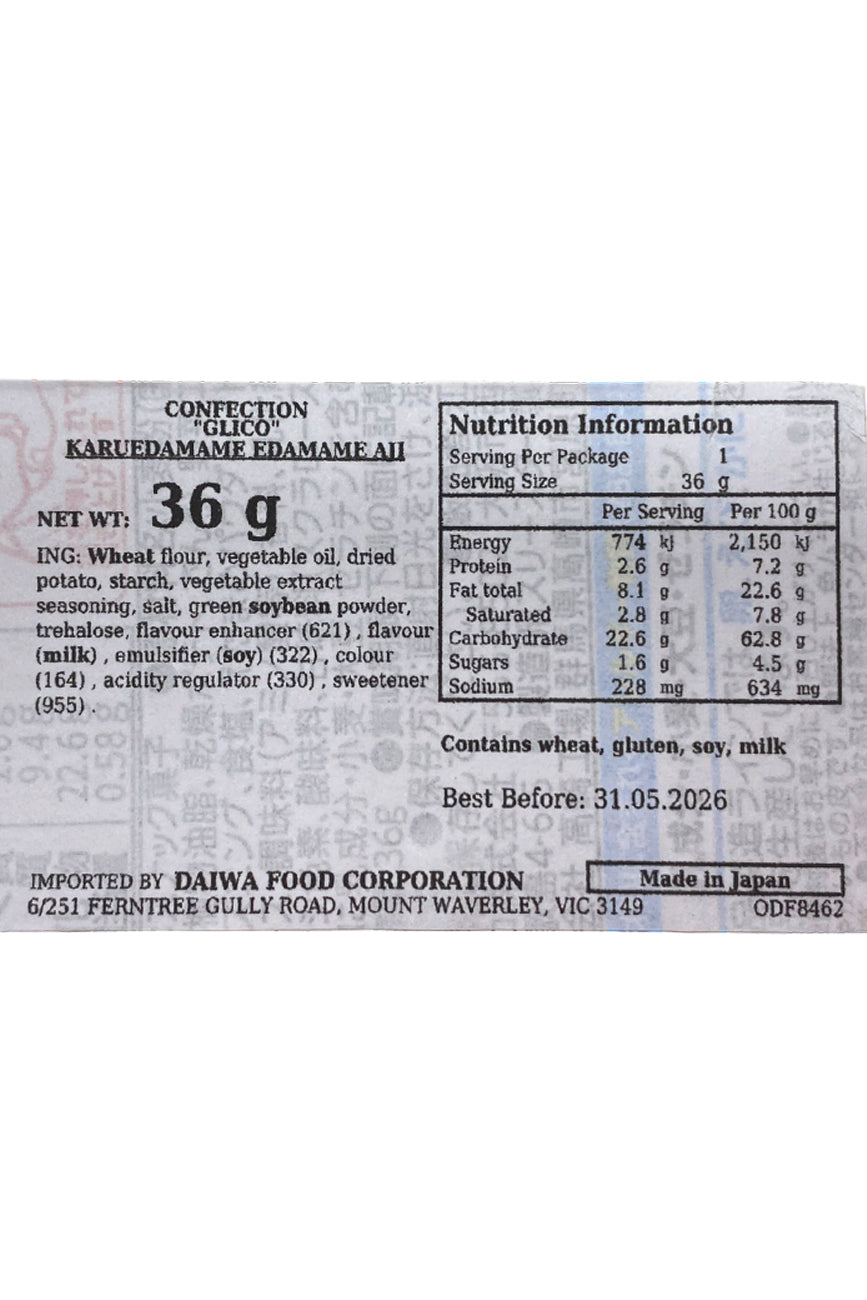 CONFECTION
"GLICO"
KARUEDAMAME EDAMAME AJI
NET WT: 36 g
ING: Wheat flour, vegetable oil, dried
potato, starch, vegetable extract
seasoning, salt, green soybean powder,
trehalose, flavour enhancer (621) , flavour
(milk) , emulsifier (soy) (322) , colour
(164) , acidity regulator (330) , sweetener
(955) .
Nutrition Information
Serving Per Package 1
Serving Size 36 g
Per Serving Per 100 g
Energy 774 kJ 2,150 kJ
Protein 2.6 g 7.2 g
Fat total 8.1 g 22.6 g
Saturated 2.8 g 7.8 g
Carbohydrate 22.6 g 62.8 g
Sugars 1.6 g 4.5 g
Sodium 228 mg 634 mg
Contains wheat, gluten, soy, milk
Best Before: 31.05.2026
IMPORTED BY DAIWA FOOD CORPORATION
6/251 FERNTREE GULLY ROAD, MOUNT WAVERLEY, VIC 3149
Made in Japan
ODF8462